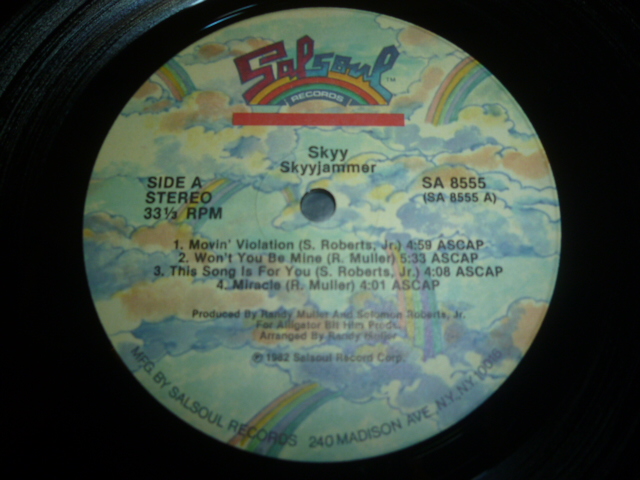 Salsoul™
RECORDS
Skyy
Skyyjammer
SIDE A
STEREO
33⅓ RPM
SA 8555
(SA 8555 A)
1. Movin' Violation (S. Roberts, Jr.) 4:59 ASCAP
2. Won't You Be Mine (R. Muller) 5:33 ASCAP
3. This Song Is For You (S. Roberts, Jr.) 4:08 ASCAP
4. Miracle (R. Muller) 4:01 ASCAP
Produced By Randy Muller And Solomon Roberts, Jr.
For Alligator Bit Him Prods.
Arranged By Randy Muller
℗ 1982 Salsoul Record Corp.
MFG. BY SALSOUL RECORDS 240 MADISON AVE., NY, NY 10016